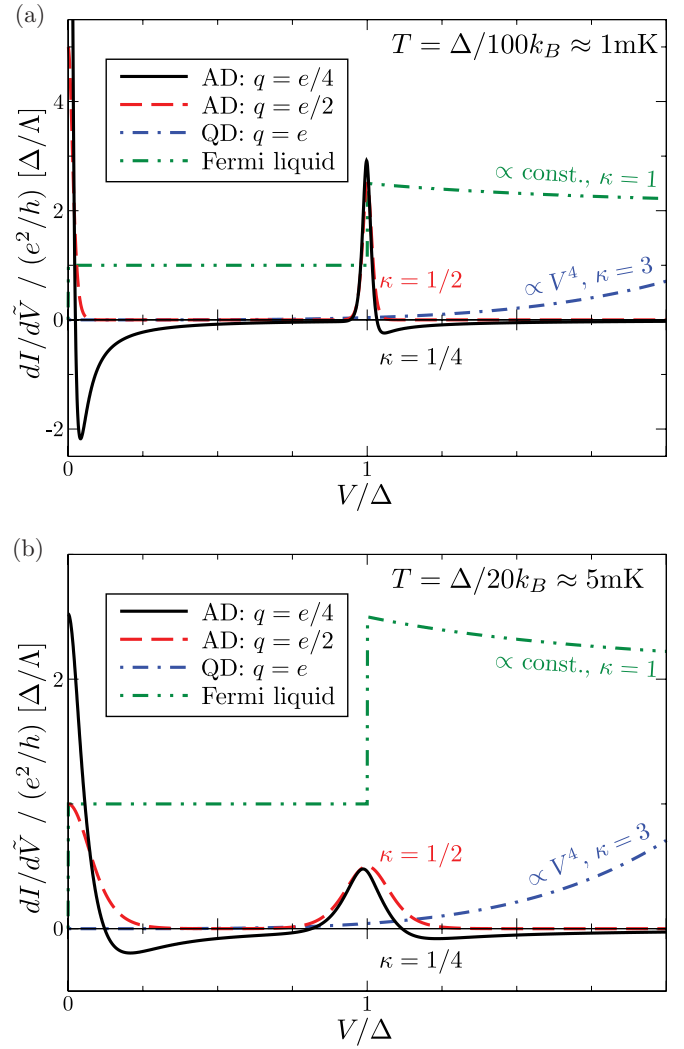 (a)
T = Δ/100k_B ≈ 1mK
AD: q = e/4
AD: q = e/2
QD: q = e
Fermi liquid
∝ const., κ = 1
κ = 1/2
∝ V^4, κ = 3
κ = 1/4
4
2
0
-2
0
1
dI/dṼ / (e^2/h) [Δ/Λ]
V/Δ
(b)
T = Δ/20k_B ≈ 5mK
AD: q = e/4
AD: q = e/2
QD: q = e
Fermi liquid
∝ const., κ = 1
κ = 1/2
∝ V^4, κ = 3
κ = 1/4
2
0
0
1
dI/dṼ / (e^2/h) [Δ/Λ]
V/Δ